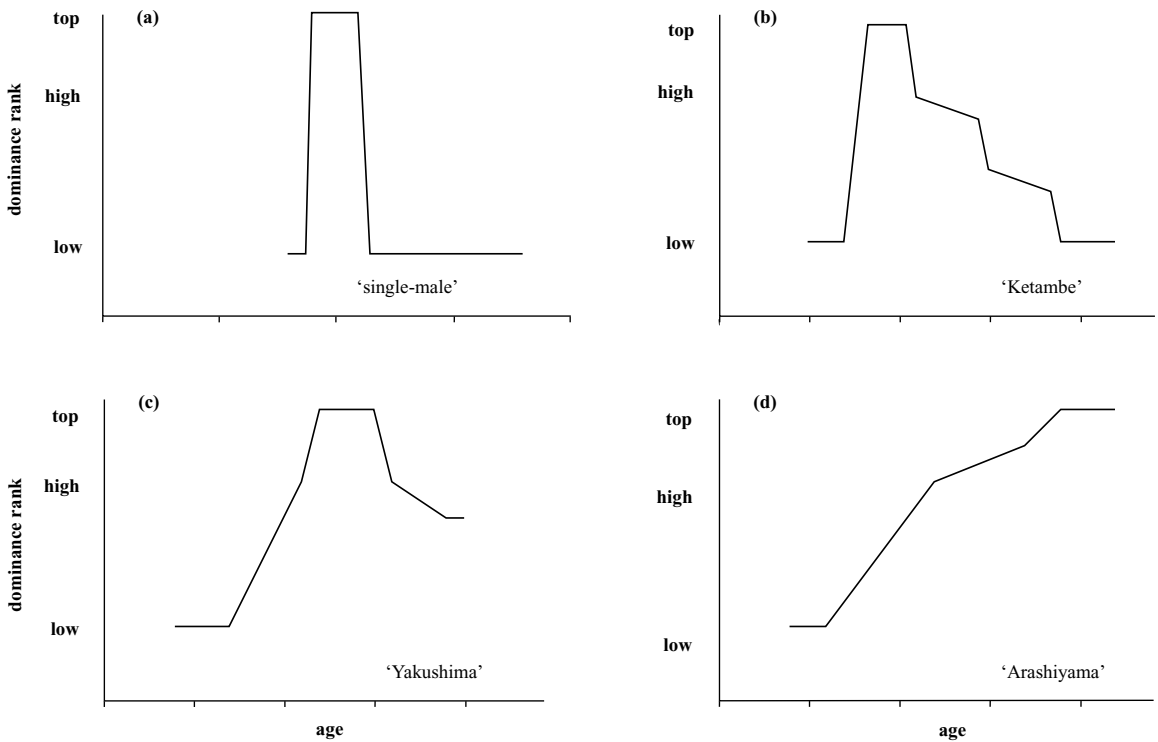 (a)
top
high
low
dominance rank
‘single-male’
(b)
top
high
low
‘Ketambe’
(c)
top
high
low
dominance rank
‘Yakushima’
age
(d)
top
high
low
‘Arashiyama’
age